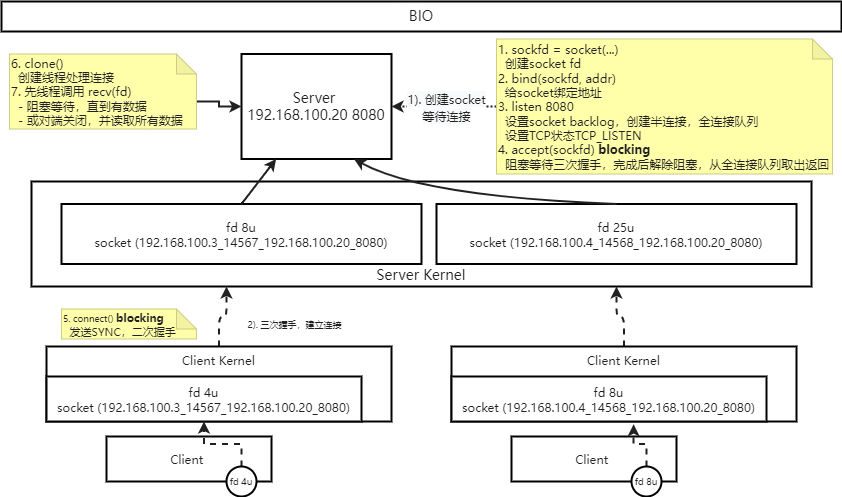 BIO
6. clone()
创建线程处理连接
7. 先线程调用 recv(fd)
- 阻塞等待，直到有数据
- 或对端关闭，并读取所有数据
Server
192.168.100.20 8080
1). 创建socket
等待连接
1. sockfd = socket(...)
创建socket fd
2. bind(sockfd, addr)
给socket绑定地址
3. listen 8080
设置socket backlog，创建半连接，全连接队列
设置TCP状态TCP_LISTEN
4. accept(sockfd) blocking
阻塞等待三次握手，完成后解除阻塞，从全连接队列取出返回
fd 8u
socket (192.168.100.3_14567_192.168.100.20_8080)
fd 25u
socket (192.168.100.4_14568_192.168.100.20_8080)
Server Kernel
5. connect() blocking
发送SYNC，二次握手
2). 三次握手，建立连接
Client Kernel
fd 4u
socket (192.168.100.3_14567_192.168.100.20_8080)
Client
fd 4u
Client Kernel
fd 8u
socket (192.168.100.4_14568_192.168.100.20_8080)
Client
fd 8u